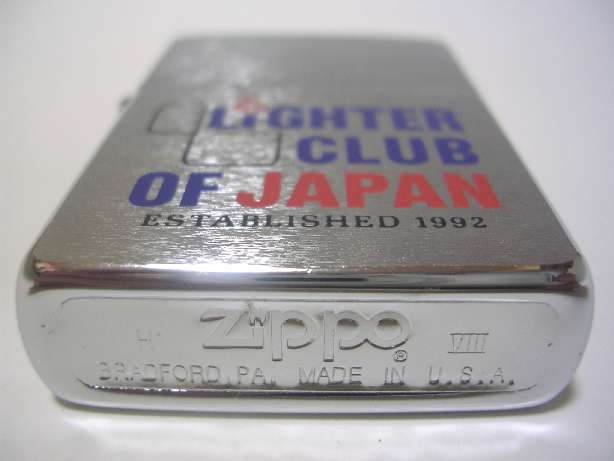 LIGHTER
CLUB
OF JAPAN
ESTABLISHED 1992
Zippo ® VIII
BRADFORD, PA. MADE IN U.S.A.